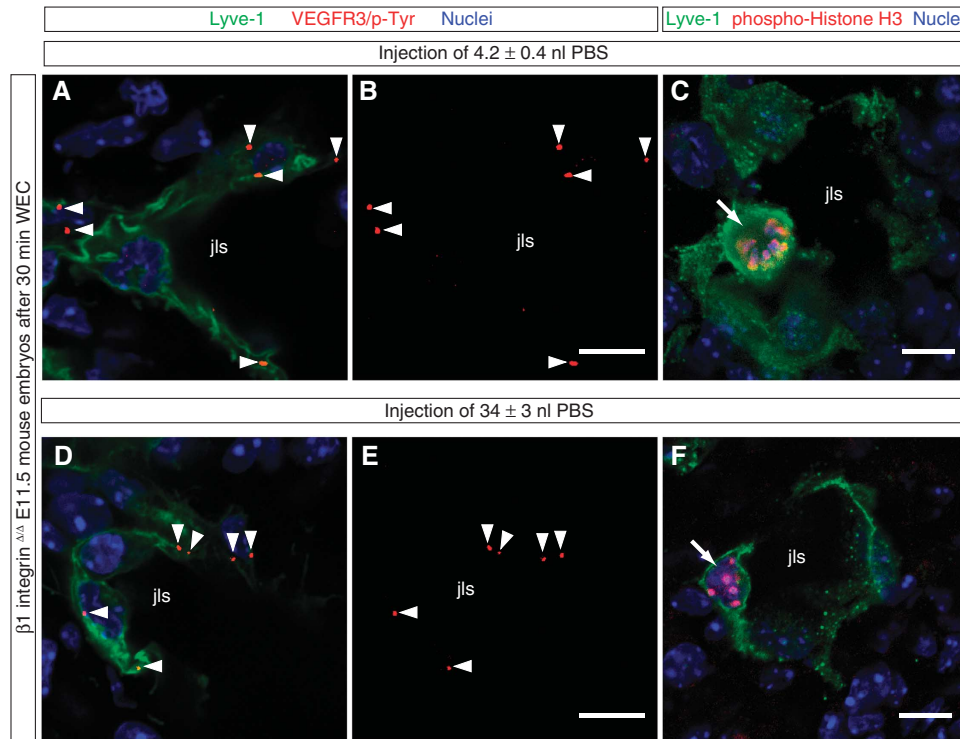 Lyve-1 VEGFR3/p-Tyr Nuclei
Lyve-1 phospho-Histone H3 Nucle
Injection of 4.2 ± 0.4 nl PBS
β1 integrin Δ/Δ E11.5 mouse embryos after 30 min WEC
A
B
C
jls
jls
jls
Injection of 34 ± 3 nl PBS
D
E
F
jls
jls
jls